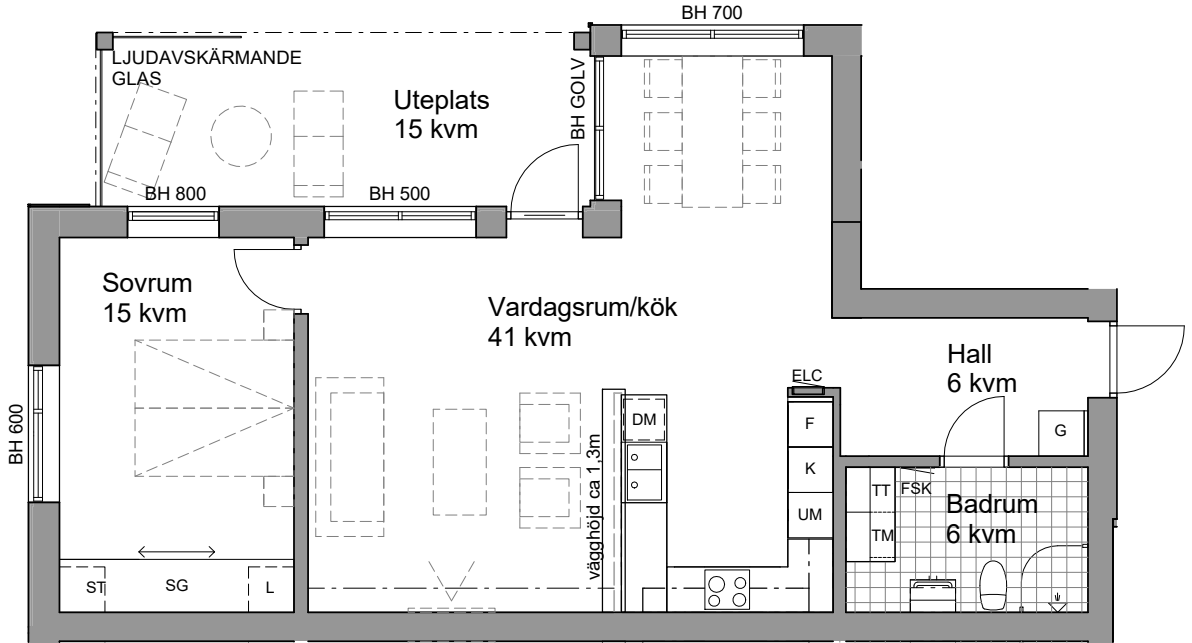 BH 700
LJUDAVSKÄRMANDE
GLAS
Uteplats
15 kvm
BH GOLV
BH 800
BH 500
Sovrum
15 kvm
Vardagsrum/kök
41 kvm
Hall
6 kvm
ELC
BH 600
DM
F
G
K
vägghöjd ca 1,3m
UM
TT
FSK
Badrum
6 kvm
TM
ST
SG
L